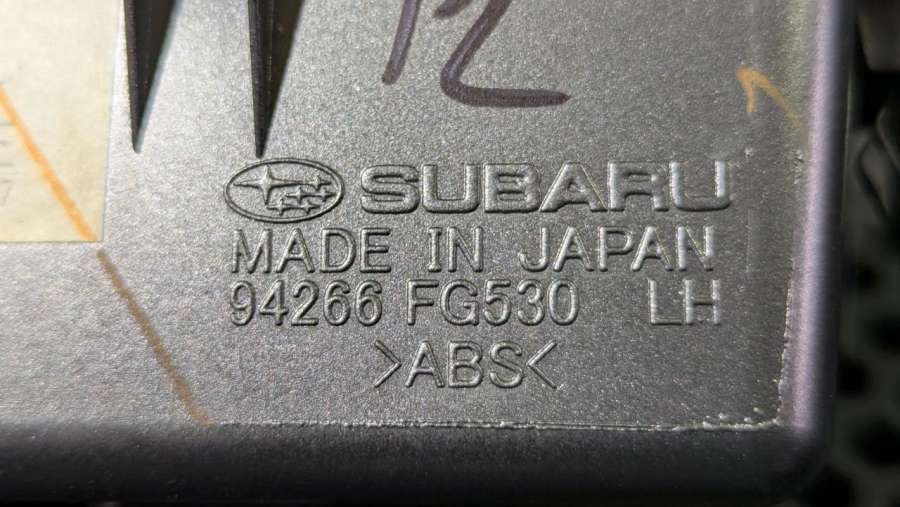 SUBARU
MADE IN JAPAN
94266 FG530 LH
>ABS<